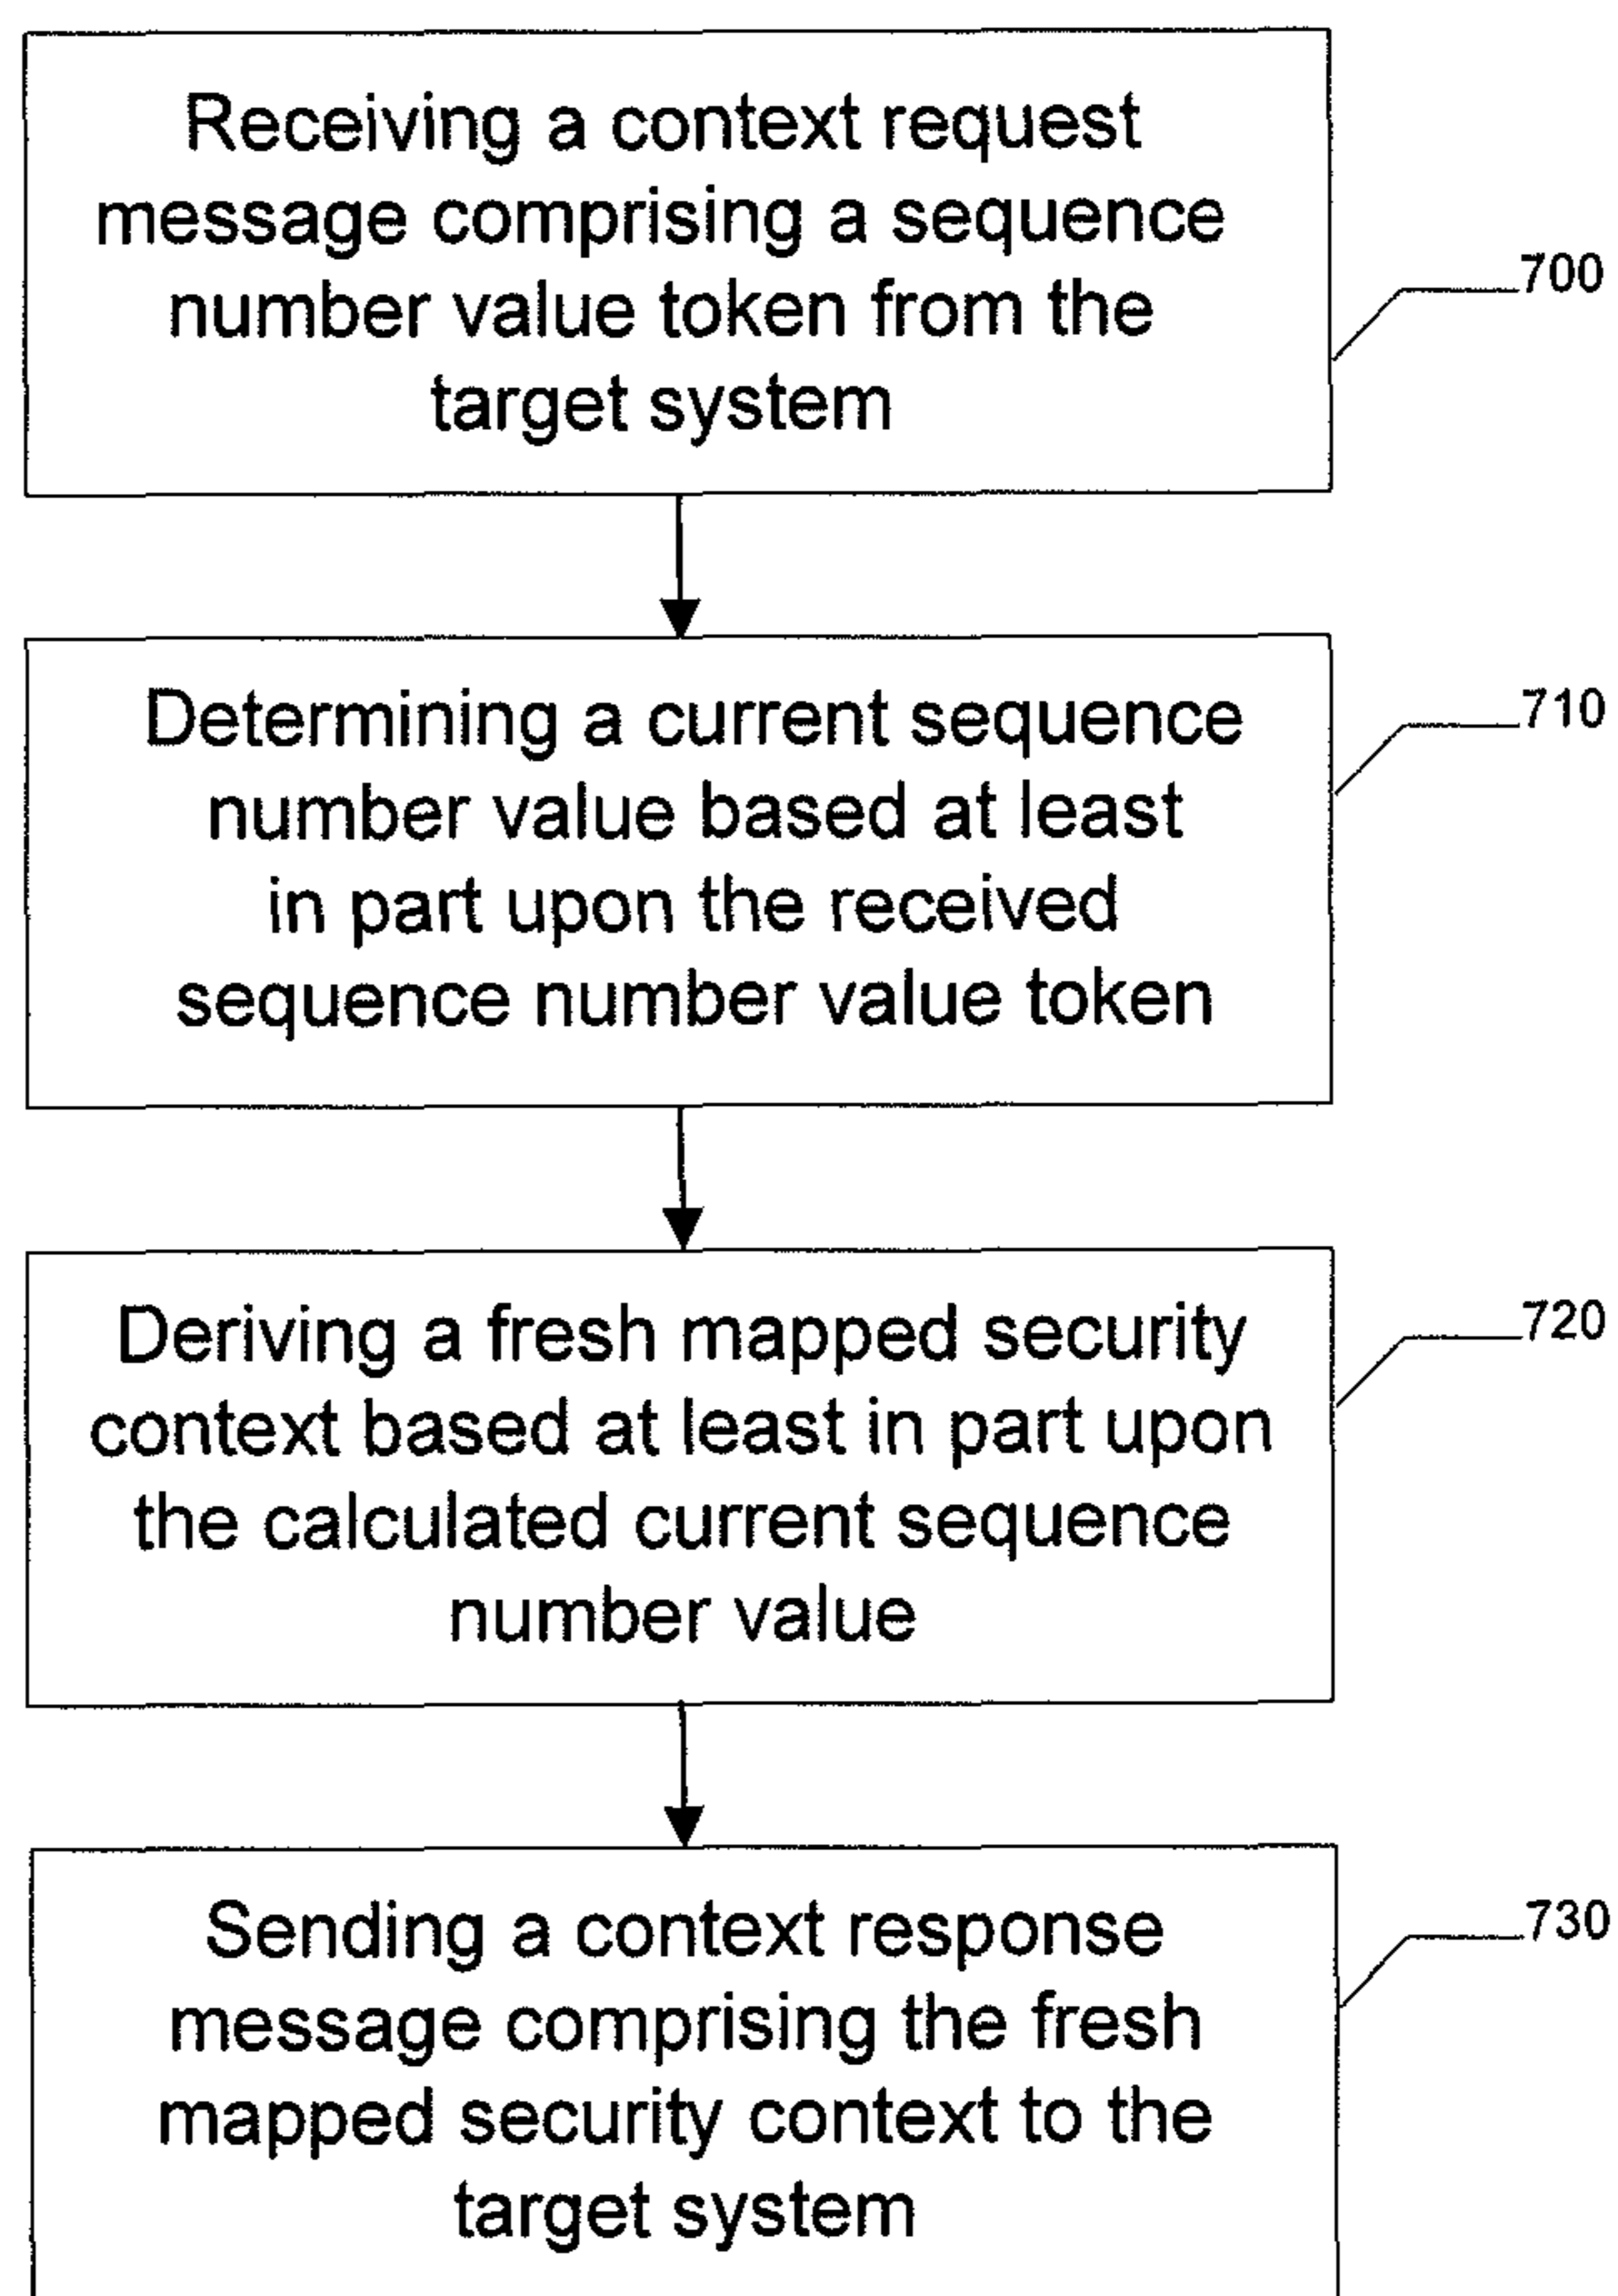 Receiving a context request
message comprising a sequence
number value token from the
target system
700
Determining a current sequence
number value based at least
in part upon the received
sequence number value token
710
Deriving a fresh mapped security
context based at least in part upon
the calculated current sequence
number value
720
Sending a context response
message comprising the fresh
mapped security context to the
target system
730